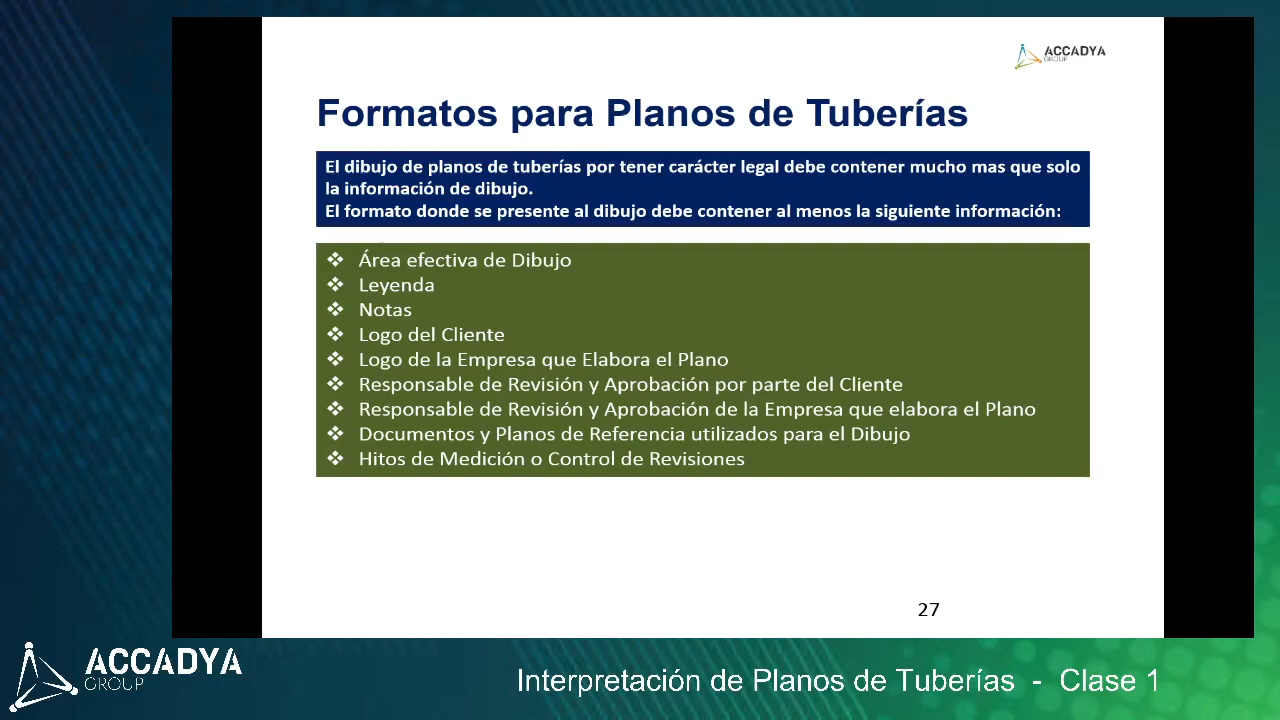 ACCADYA
GROUP
Formatos para Planos de Tuberías
El dibujo de planos de tuberías por tener carácter legal debe contener mucho mas que solo
la información de dibujo.
El formato donde se presente al dibujo debe contener al menos la siguiente información:
❖ Área efectiva de Dibujo
❖ Leyenda
❖ Notas
❖ Logo del Cliente
❖ Logo de la Empresa que Elabora el Plano
❖ Responsable de Revisión y Aprobación por parte del Cliente
❖ Responsable de Revisión y Aprobación de la Empresa que elabora el Plano
❖ Documentos y Planos de Referencia utilizados para el Dibujo
❖ Hitos de Medición o Control de Revisiones
27
ACCADYA
GROUP
Interpretación de Planos de Tuberías - Clase 1